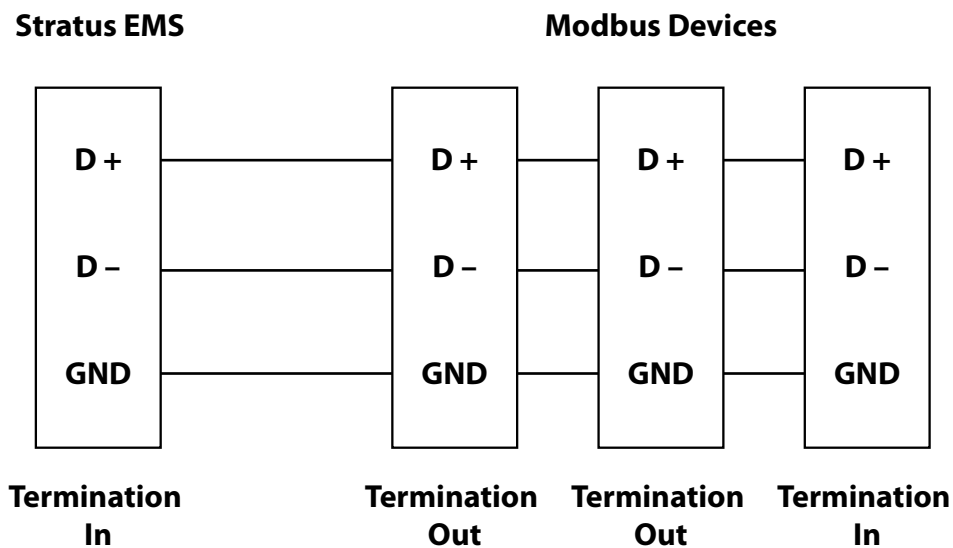 Stratus EMS
Modbus Devices
D +
D +
D +
D +
D –
D –
D –
D –
GND
GND
GND
GND
Termination
In
Termination
Out
Termination
Out
Termination
In